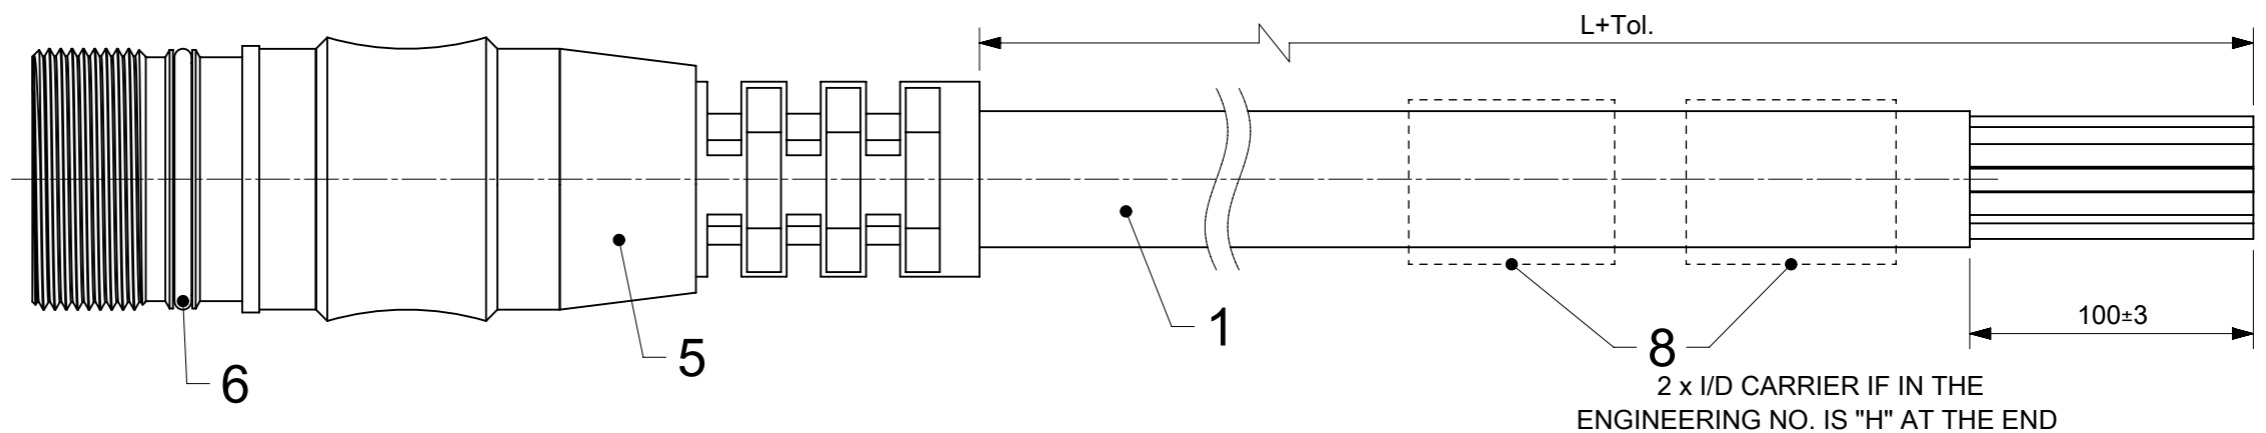 L+Tol.
100±3
1
8
5
6
2 x I/D CARRIER IF IN THE
ENGINEERING NO. IS "H" AT THE END